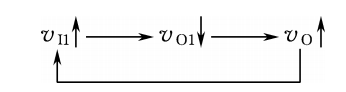 v_I1↑ → v_O1↓ → v_O↑